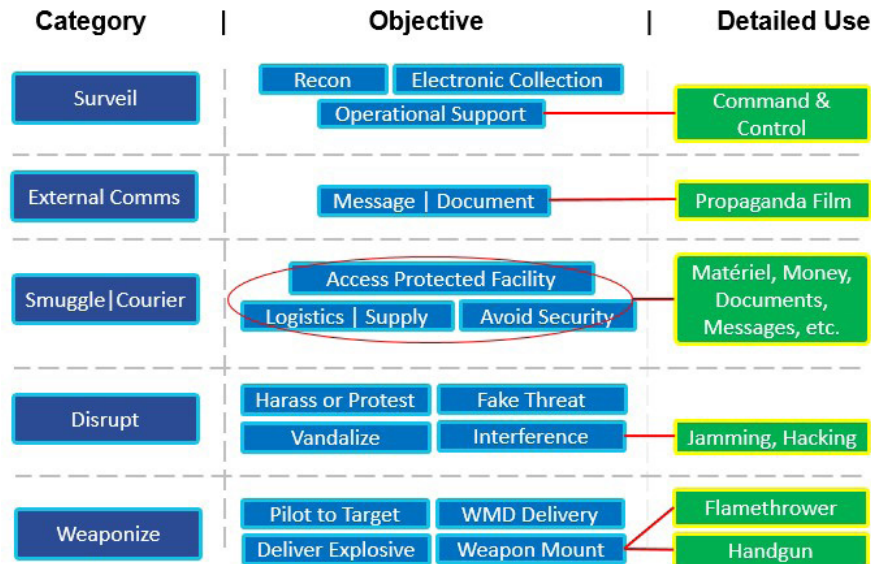 Category | Objective | Detailed Use
Surveil
Recon
Electronic Collection
Operational Support
Command &
Control
External Comms
Message | Document
Propaganda Film
Smuggle|Courier
Access Protected Facility
Logistics | Supply
Avoid Security
Matériel, Money,
Documents,
Messages, etc.
Disrupt
Harass or Protest
Fake Threat
Vandalize
Interference
Jamming, Hacking
Weaponize
Pilot to Target
WMD Delivery
Deliver Explosive
Weapon Mount
Flamethrower
Handgun